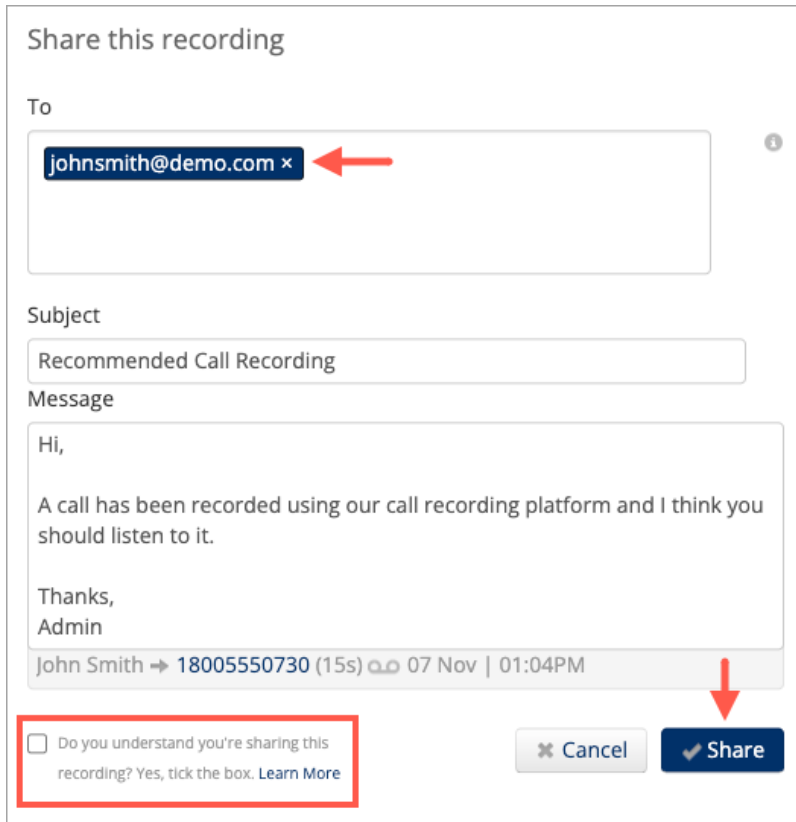 Share this recording
To
johnsmith@demo.com ×
Subject
Recommended Call Recording
Message
Hi,
A call has been recorded using our call recording platform and I think you
should listen to it.
Thanks,
Admin
John Smith ➔ 18005550730 (15s) 07 Nov | 01:04PM
Do you understand you're sharing this
recording? Yes, tick the box. Learn More
✖ Cancel
✔ Share